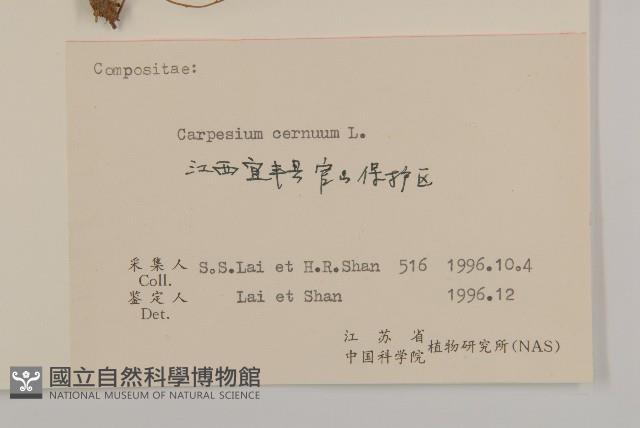 Compositae:
Carpesium cernuum L.
江西宜丰县官山保护区
采集人 S.S.Lai et H.R.Shan 516 1996.10.4
Coll.
鉴定人 Lai et Shan 1996.12
Det.
江苏省
中国科学院 植物研究所(NAS)
國立自然科學博物館
NATIONAL MUSEUM OF NATURAL SCIENCE